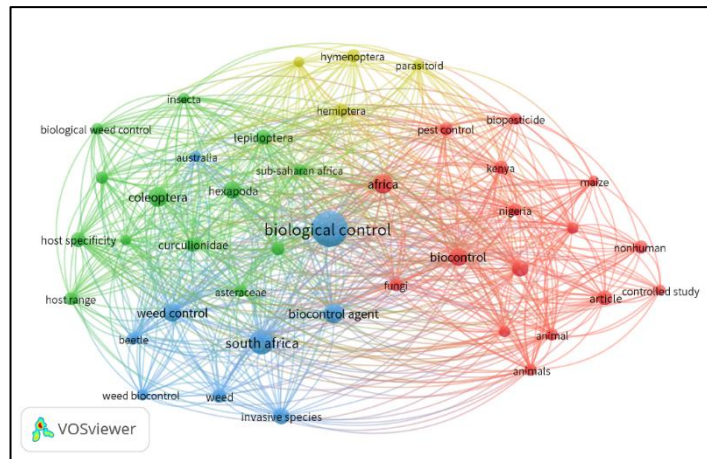 hymenoptera
parasitoid
insecta
hemiptera
biopesticide
biological weed control
lepidoptera
pest control
australia
sub-saharan africa
kenya
coleoptera
hexapoda
africa
maize
nigeria
biological control
host specificity
curculionidae
biocontrol
nonhuman
host range
asteraceae
fungi
article
controlled study
weed control
biocontrol agent
beetle
south africa
animal
animals
weed biocontrol
weed
invasive species
VOSviewer